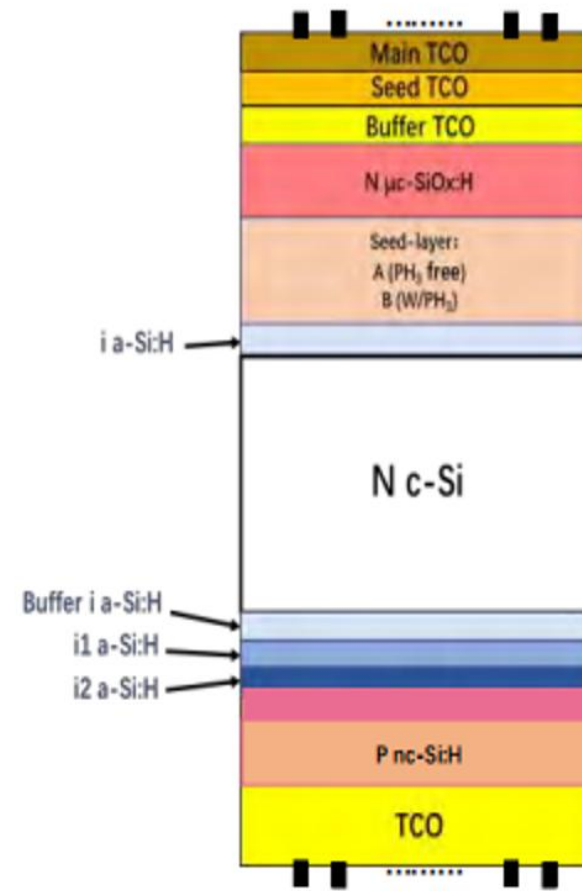 Main TCO
Seed TCO
Buffer TCO
N μc-SiOx:H
Seed-layer:
A (PH₃ free)
B (W/PH₃)
i a-Si:H
N c-Si
Buffer i a-Si:H
i1 a-Si:H
i2 a-Si:H
P nc-Si:H
TCO